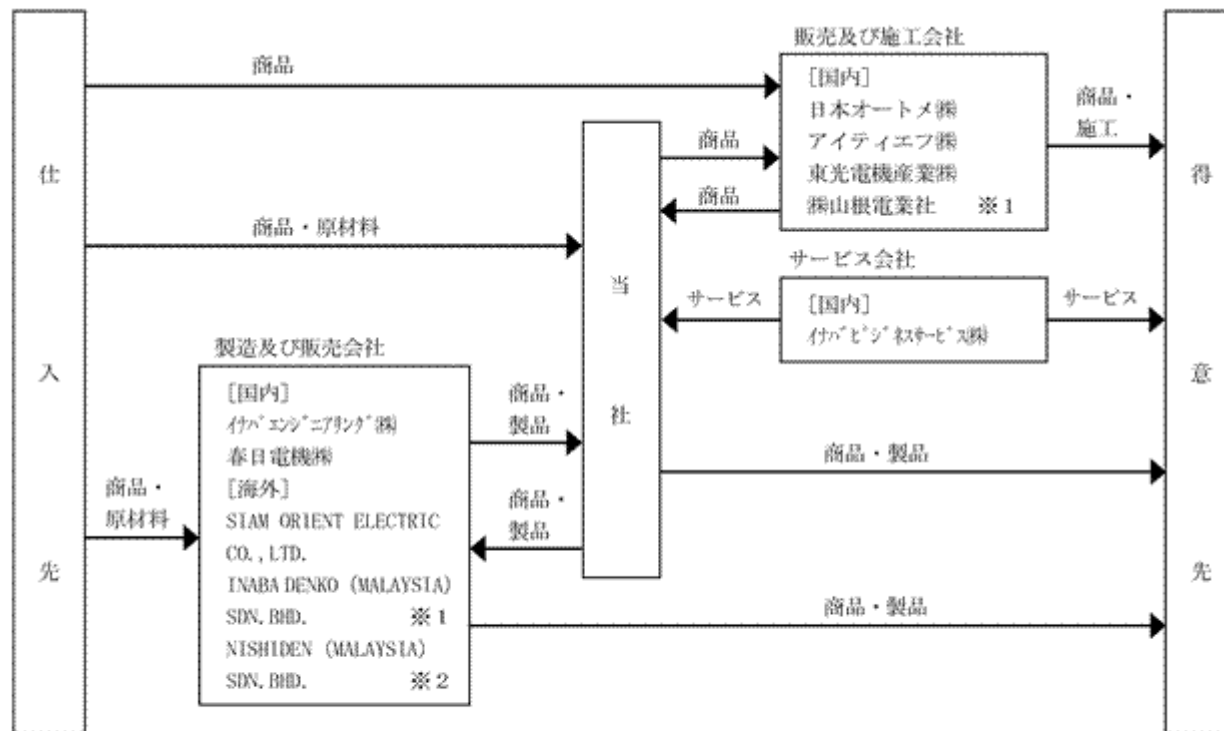 仕入先
商品
商品・原材料
商品・
原材料
製造及び販売会社
[国内]
イナバエンジニアリング㈱
春日電機㈱
[海外]
SIAM ORIENT ELECTRIC
CO.,LTD.
INABA DENKO (MALAYSIA)
SDN.BHD. ※1
NISHIDEN (MALAYSIA)
SDN.BHD. ※2
商品・
製品
商品・
製品
当社
商品
商品
サービス
販売及び施工会社
[国内]
日本オートメ㈱
アイティエフ㈱
東光電機産業㈱
㈱山根電業社 ※1
サービス会社
[国内]
イナバビジネスサービス㈱
商品・
施工
サービス
商品・製品
商品・製品
得意先